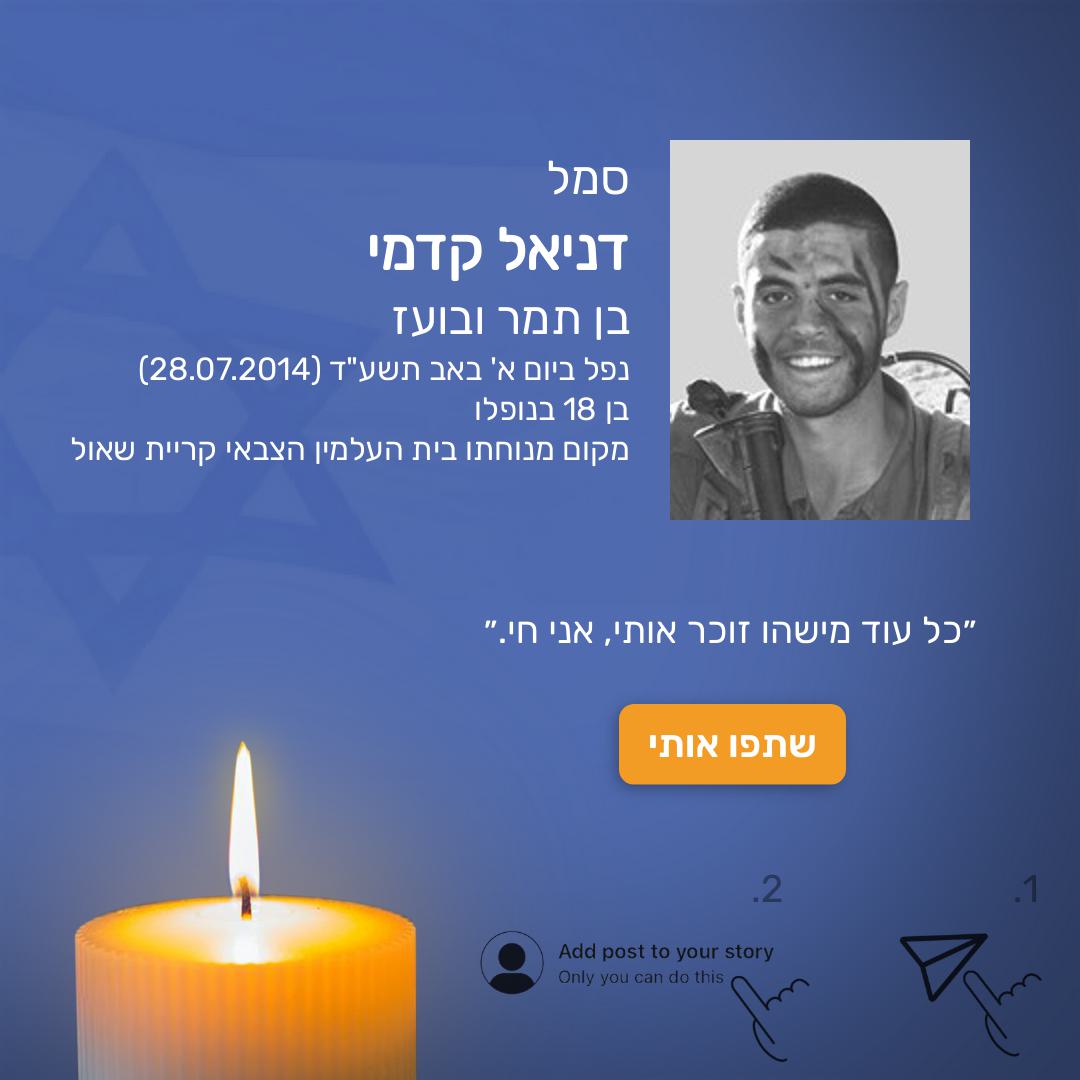 סמל
דניאל קדמי
בן תמר ובועז
נפל ביום א' באב תשע"ד (28.07.2014)
בן 18 בנופלו
מקום מנוחתו בית העלמין הצבאי קריית שאול
״כל עוד מישהו זוכר אותי, אני חי.״
שתפו אותי
1.
2.
Add post to your story
Only you can do this